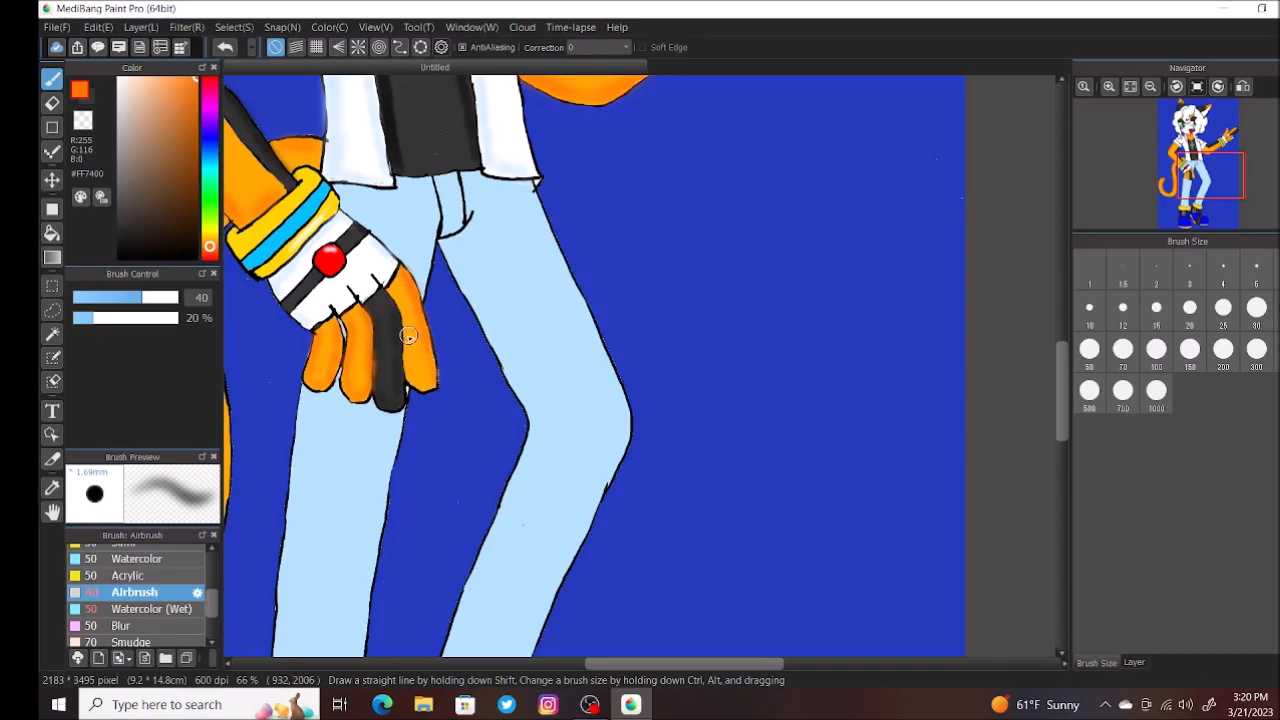 MediBang Paint Pro (64bit)
File(F) Edit(E) Layer(L) Filter(R) Select(S) Snap(N) Color(C) View(V) Tool(T) Window(W) Cloud Time-lapse Help
AntiAliasing Correction 0 Soft Edge
Color Untitled Navigator
R:255
G:116
B:0
#FF7400
Brush Control
40
20 %
Brush Size
1 1.5 2 3 4 5
10 12 15 20 25 30
50 70 100 150 200 300
500 700 1000
Brush Preview
* 1.69mm
Brush: Airbrush
50 Sumi
50 Watercolor
50 Acrylic
40 Airbrush
50 Watercolor (Wet)
50 Blur
70 Smudge
Brush Size Layer
2183 * 3495 pixel (9.2 * 14.8cm) 600 dpi 66 % (932, 2006) Draw a straight line by holding down Shift, Change a brush size by holding down Ctrl, Alt, and dragging
Type here to search
61°F Sunny
3:20 PM
3/21/2023